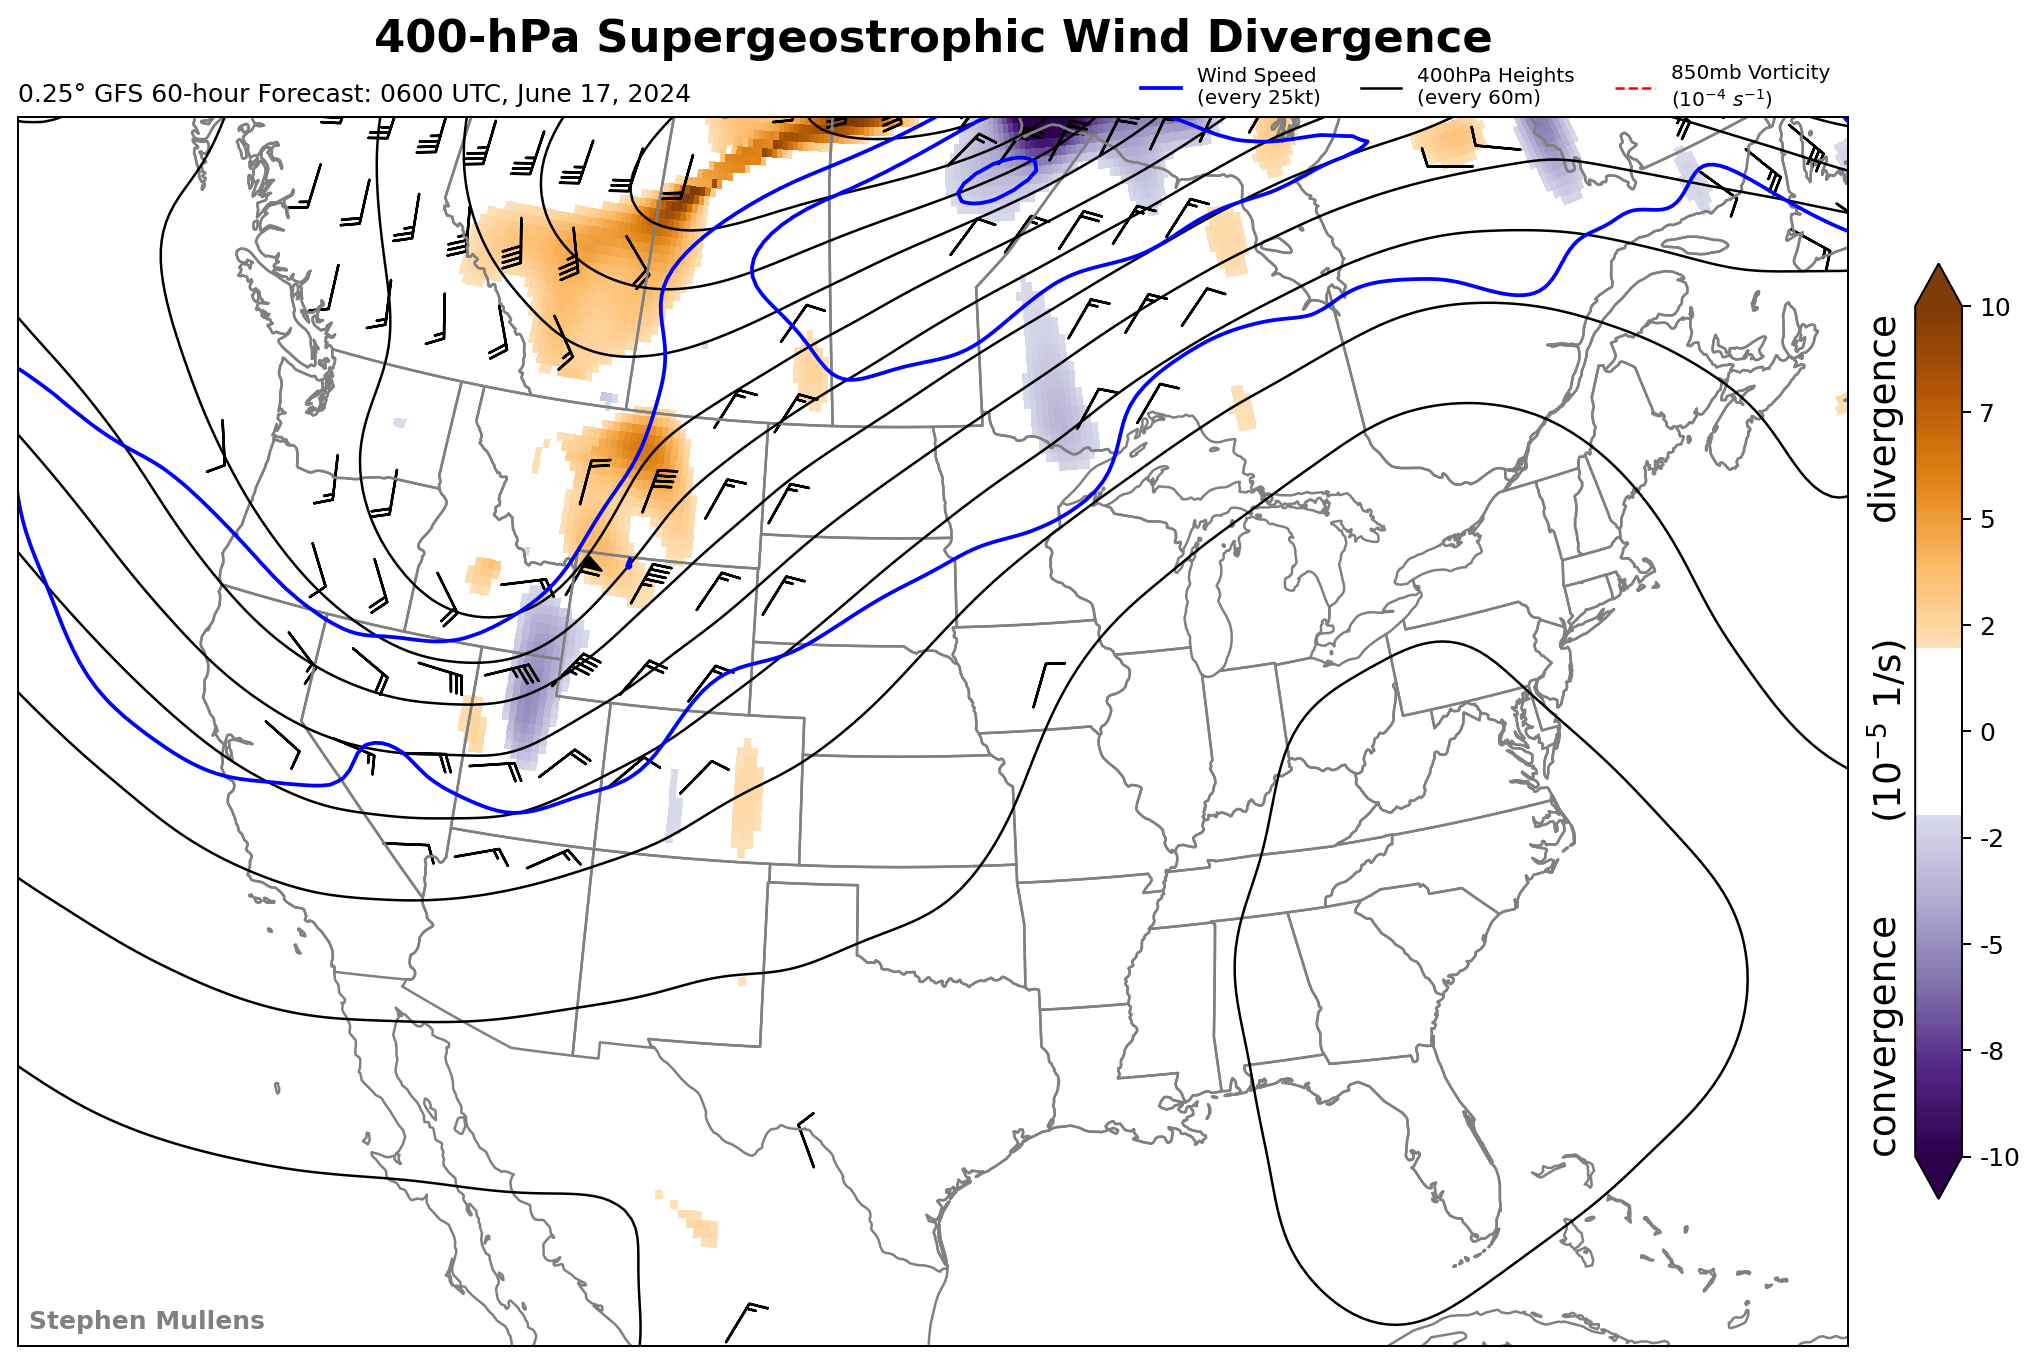 400-hPa Supergeostrophic Wind Divergence
0.25° GFS 60-hour Forecast: 0600 UTC, June 17, 2024
Wind Speed
(every 25kt)
400hPa Heights
(every 60m)
850mb Vorticity
(10⁻⁴ s⁻¹)
10
7
5
2
0
-2
-5
-8
-10
convergence (10⁻⁵ 1/s) divergence
Stephen Mullens